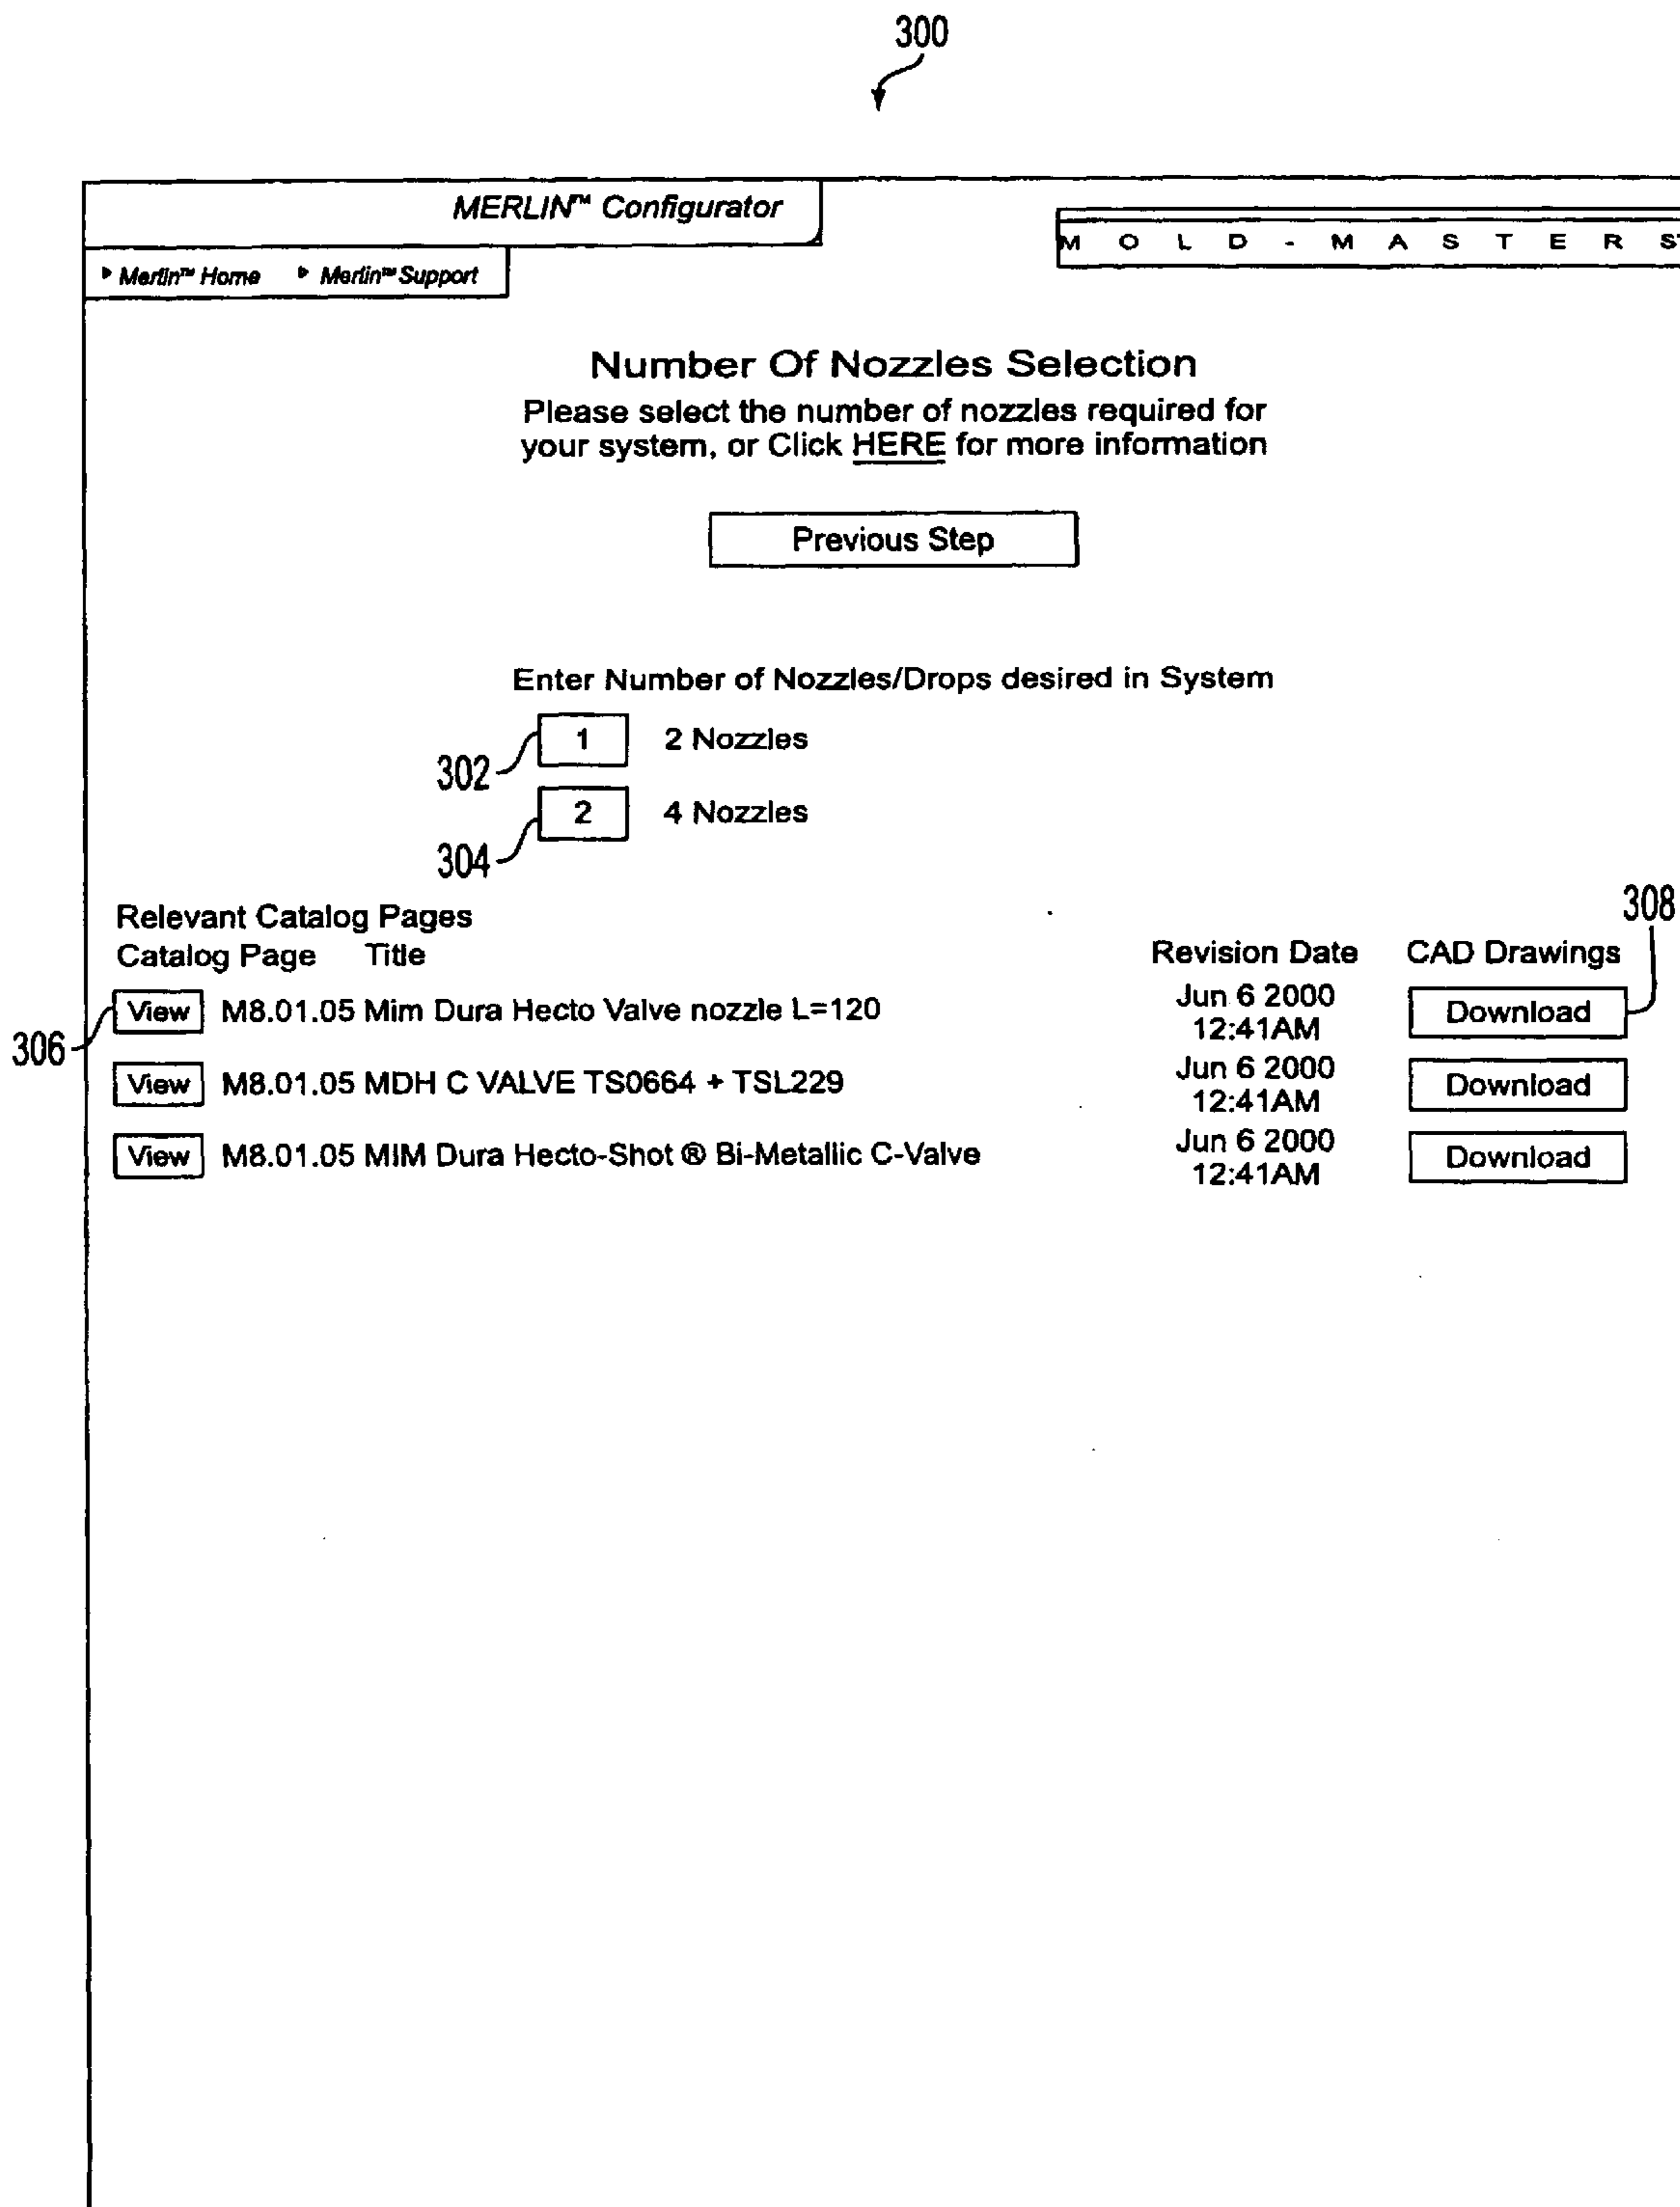 300
MERLIN™ Configurator
M O L D - M A S T E R S
▸ Merlin™ Home ▸ Merlin™ Support
Number Of Nozzles Selection
Please select the number of nozzles required for
your system, or Click HERE for more information
Previous Step
Enter Number of Nozzles/Drops desired in System
302 1 2 Nozzles
304 2 4 Nozzles
308
Relevant Catalog Pages
Catalog Page Title Revision Date CAD Drawings
306 View M8.01.05 Mim Dura Hecto Valve nozzle L=120 Jun 6 2000 12:41AM Download
View M8.01.05 MDH C VALVE TS0664 + TSL229 Jun 6 2000 12:41AM Download
View M8.01.05 MIM Dura Hecto-Shot ® Bi-Metallic C-Valve Jun 6 2000 12:41AM Download